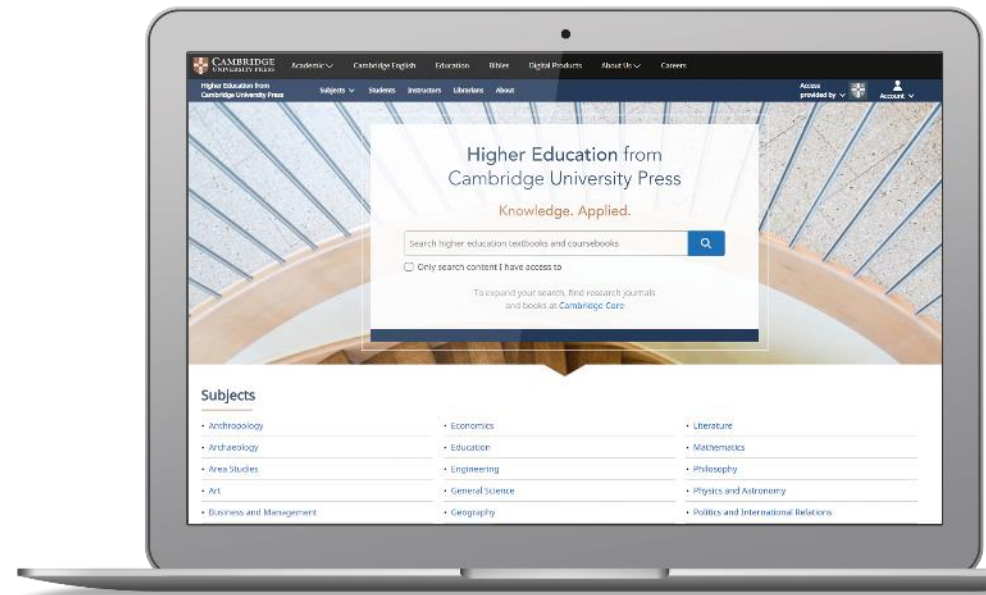 CAMBRIDGE
UNIVERSITY PRESS
Academic Cambridge English Education Bibles Digital Products About Us Careers
Higher Education from
Cambridge University Press
Subjects Students Instructors Librarians About
Access
provided by
Account
Higher Education from
Cambridge University Press
Knowledge. Applied.
Search higher education textbooks and coursebooks
Only search content I have access to
To expand your search, find research journals
and books at Cambridge Core
Subjects
• Anthropology
• Economics
• Literature
• Archaeology
• Education
• Mathematics
• Area Studies
• Engineering
• Philosophy
• Art
• General Science
• Physics and Astronomy
• Business and Management
• Geography
• Politics and International Relations